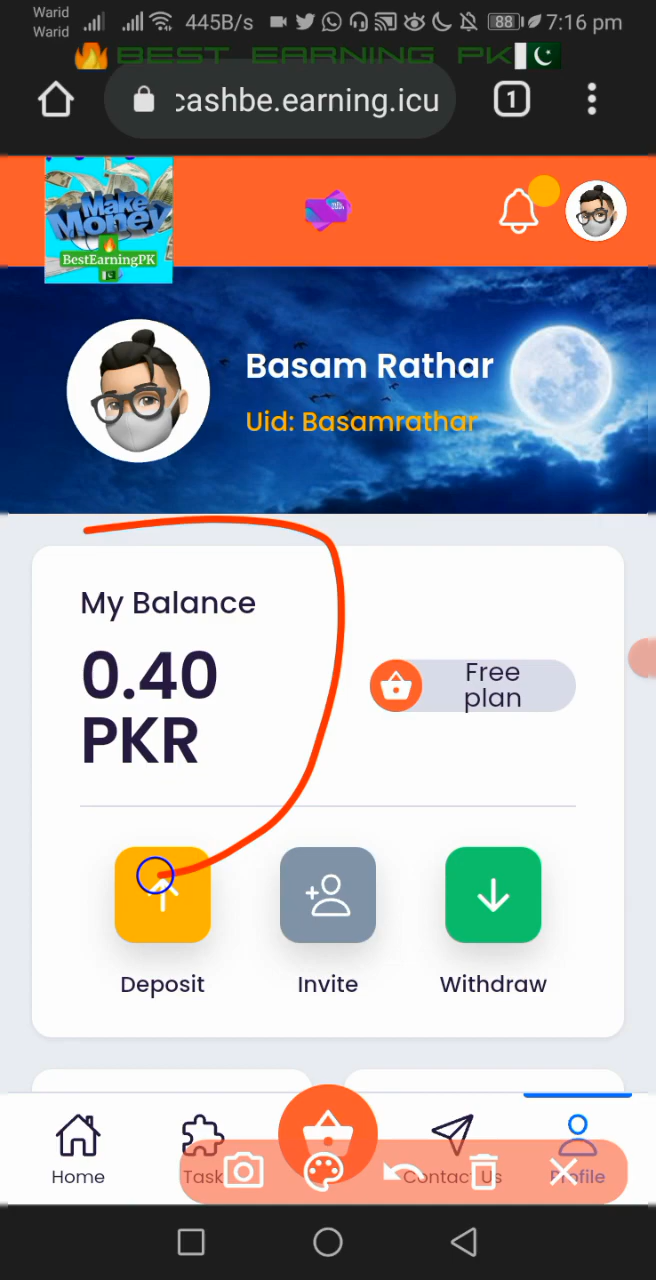 Warid
Warid
445B/s
88
7:16 pm
BEST EARNING PK
cashbe.earning.icu
1
Make
Money
BestEarningPK
Basam Rathar
Uid: Basamrathar
My Balance
0.40
PKR
Free
plan
Deposit
Invite
Withdraw
Home
Task
Contact Us
Profile